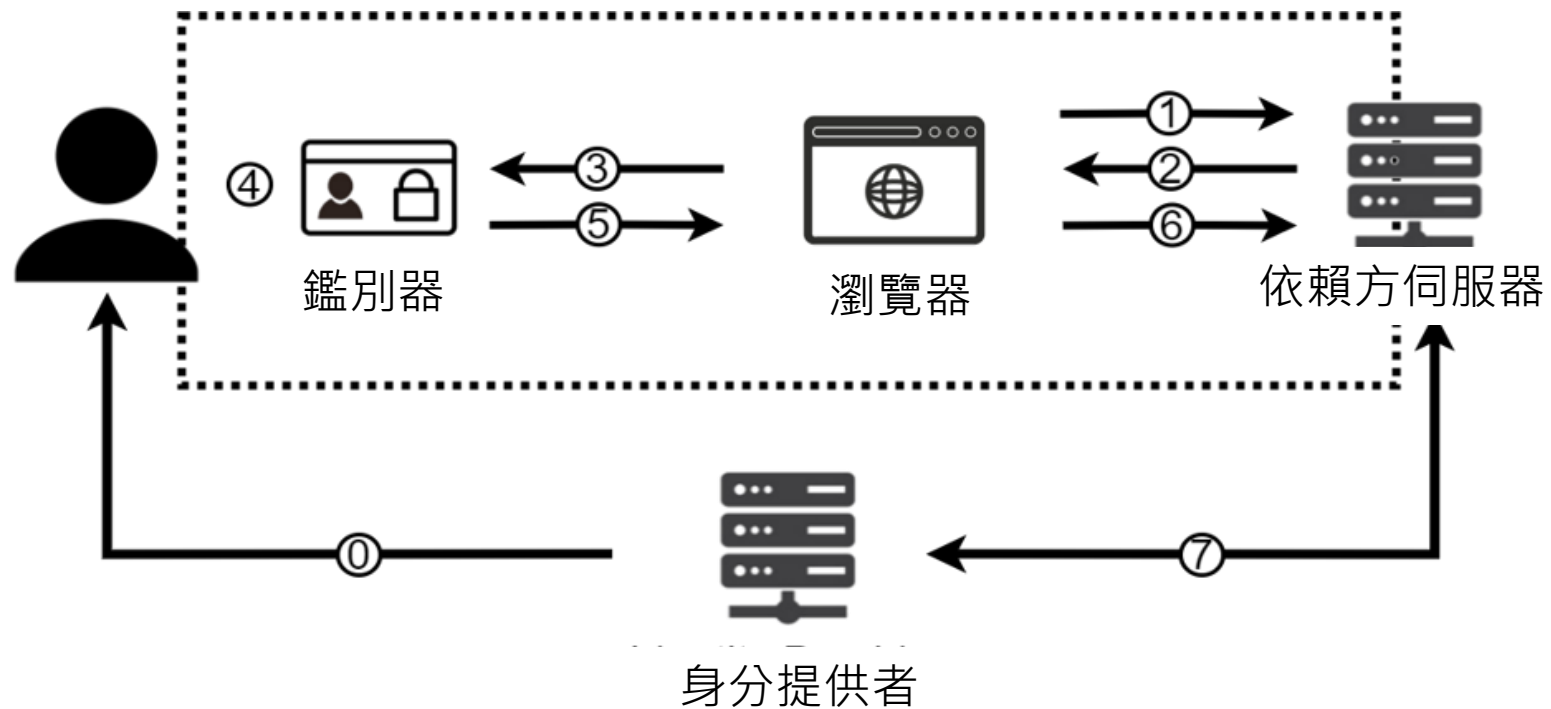 ①
③
②
④
⑤
⑥
鑑別器
瀏覽器
依賴方伺服器
⓪
⑦
身分提供者